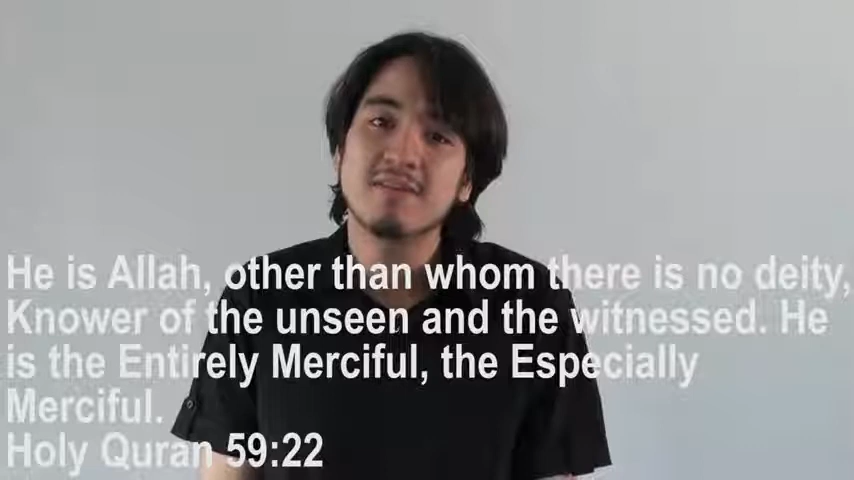 He is Allah, other than whom there is no deity,
Knower of the unseen and the witnessed. He
is the Entirely Merciful, the Especially
Merciful.
Holy Quran 59:22